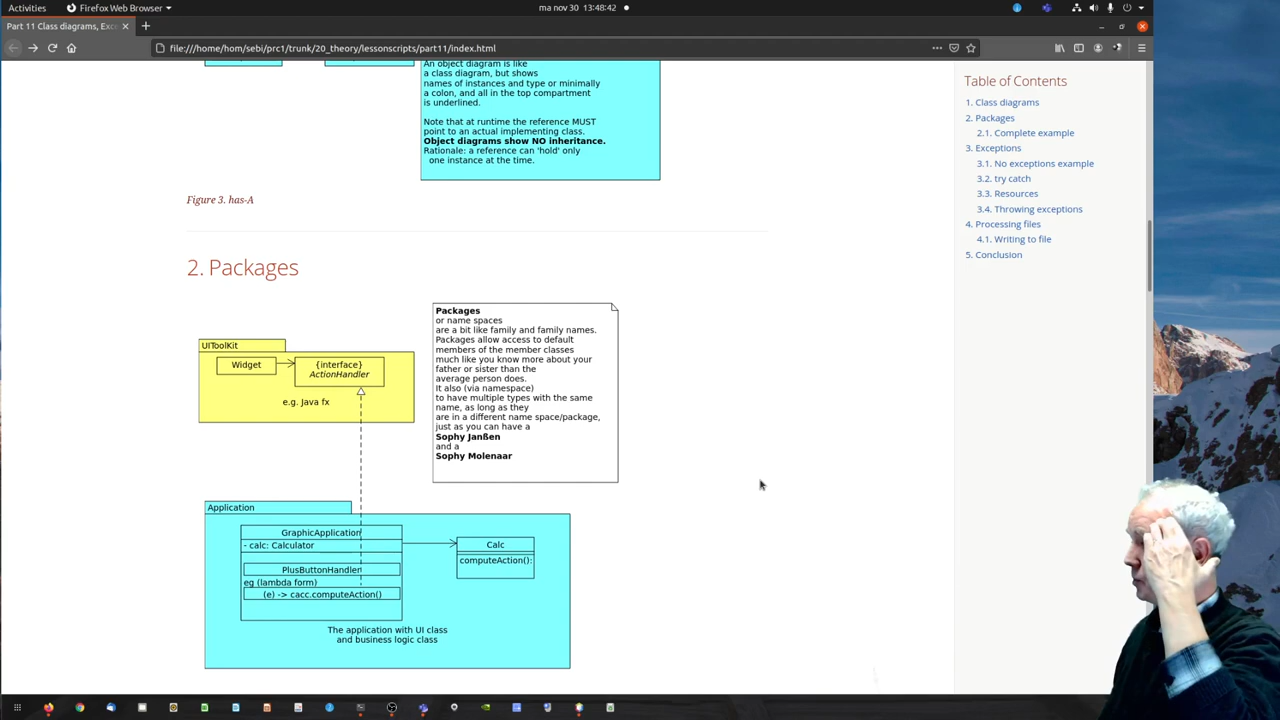 Activities
Firefox Web Browser
ma nov 30 13:48:42
Part 11 Class diagrams, Exc
file:///home/hom/sebi/prc1/trunk/20_theory/lessonscripts/part11/index.html
An object diagram is like
a class diagram, but shows
names of instances and type or minimally
a colon, and all in the top compartment
is underlined.
Note that at runtime the reference MUST
point to an actual implementing class.
Object diagrams show NO inheritance.
Rationale: a reference can 'hold' only
one instance at the time.
Figure 3. has-A
2. Packages
Packages
or name spaces
are a bit like family and family names.
Packages allow access to default
members of the member classes
much like you know more about your
father or sister than the
average person does.
It also (via namespace)
to have multiple types with the same
name, as long as they
are in a different name space/package,
just as you can have a
Sophy Janßen
and a
Sophy Molenaar
UIToolKit
Widget
{interface}
ActionHandler
e.g. Java fx
Application
GraphicApplication
- calc: Calculator
PlusButtonHandler
eg (lambda form)
(e) -> cacc.computeAction()
Calc
computeAction():
The application with UI class
and business logic class
Table of Contents
1. Class diagrams
2. Packages
2.1. Complete example
3. Exceptions
3.1. No exceptions example
3.2. try catch
3.3. Resources
3.4. Throwing exceptions
4. Processing files
4.1. Writing to file
5. Conclusion